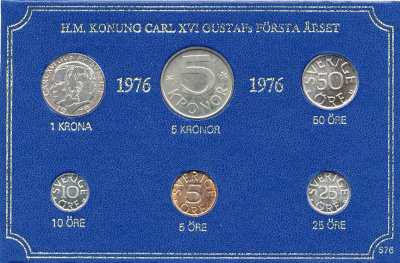 H.M. KONUNG CARL XVI GUSTAFs FÖRSTA ÅRSET
1976 5 KRONOR 1976
SVERIGE 50 ÖRE
1 KRONA
5 KRONOR
50 ÖRE
SVERIGE 10 ÖRE
SVERIGE 5 ÖRE
SVERIGE 25 ÖRE
10 ÖRE
5 ÖRE
25 ÖRE
S76